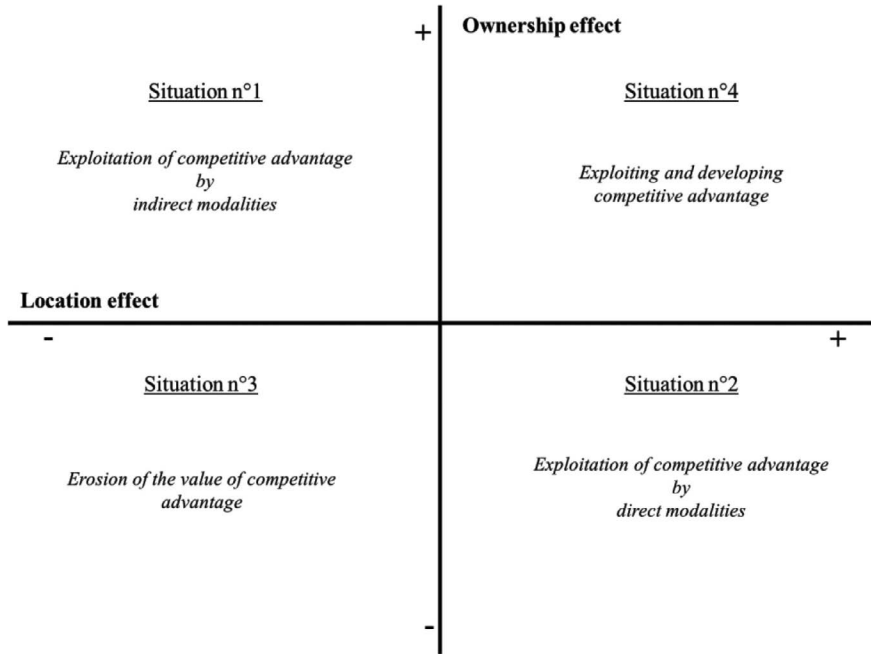 +
Ownership effect
Situation n°1
Exploitation of competitive advantage
by
indirect modalities
Situation n°4
Exploiting and developing
competitive advantage
Location effect
-
+
Situation n°3
Erosion of the value of competitive
advantage
Situation n°2
Exploitation of competitive advantage
by
direct modalities
-